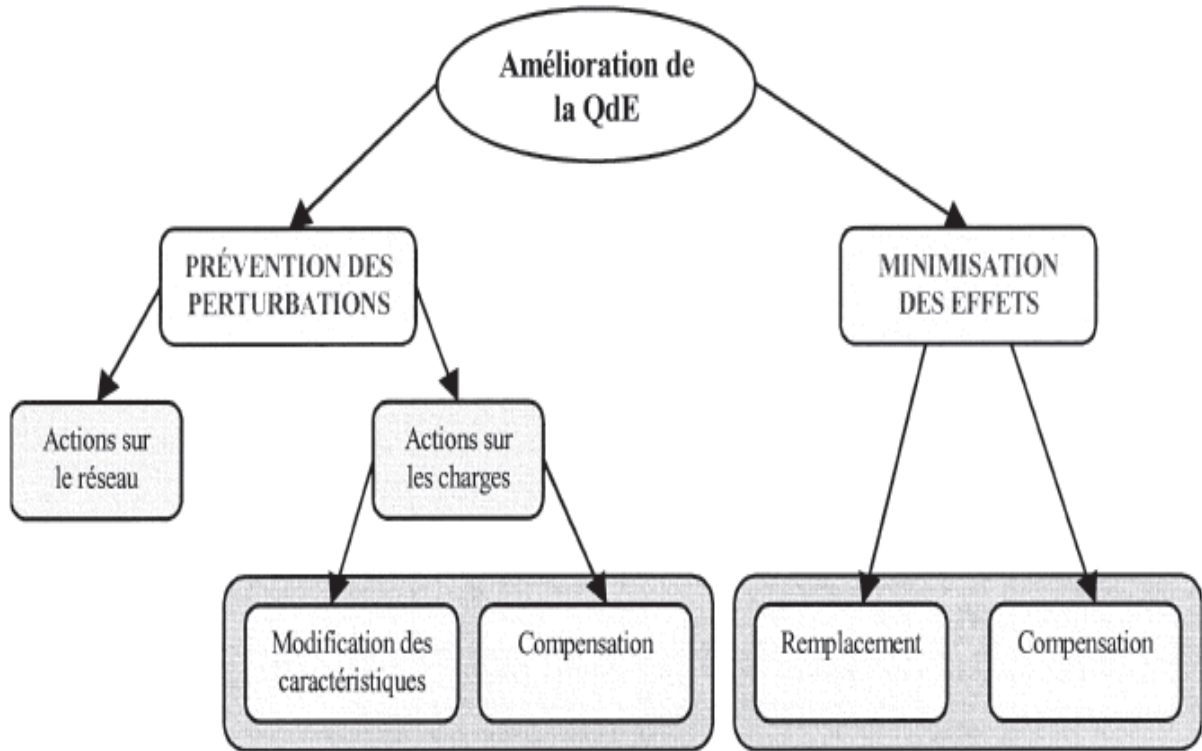 Amélioration de
la QdE
PRÉVENTION DES
PERTURBATIONS
MINIMISATION
DES EFFETS
Actions sur
le réseau
Actions sur
les charges
Modification des
caractéristiques
Compensation
Remplacement
Compensation